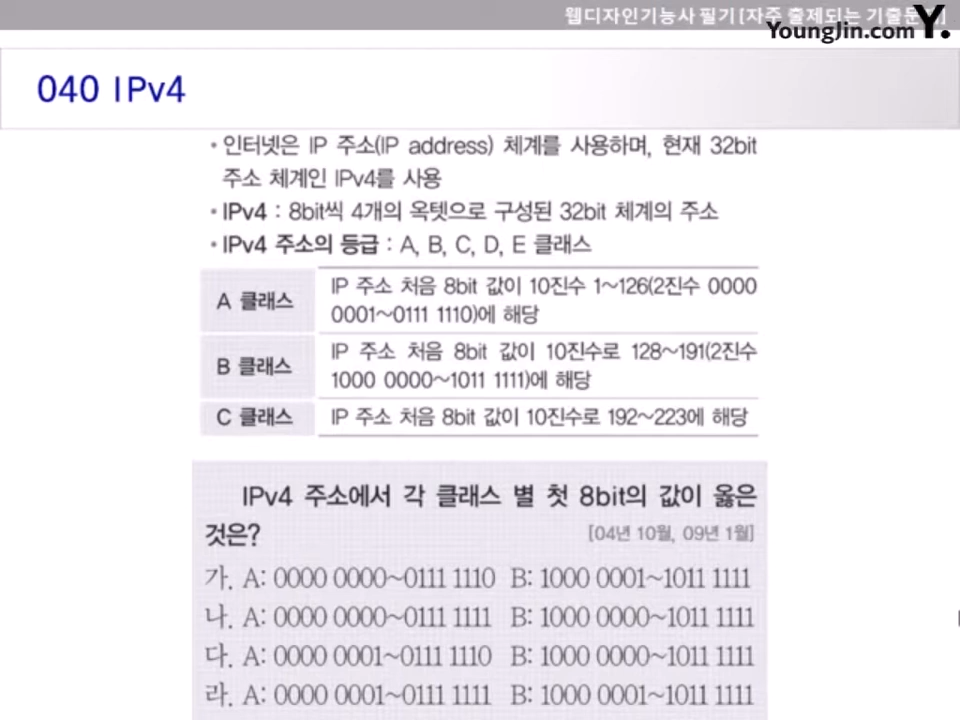 웹디자인기능사 필기 [자주 출제되는 기출문제]
YoungJin.com Y.
040 IPv4
• 인터넷은 IP 주소(IP address) 체계를 사용하며, 현재 32bit
주소 체계인 IPv4를 사용
• IPv4 : 8bit씩 4개의 옥텟으로 구성된 32bit 체계의 주소
• IPv4 주소의 등급 : A, B, C, D, E 클래스
A 클래스
IP 주소 처음 8bit 값이 10진수 1~126(2진수 0000
0001~0111 1110)에 해당
B 클래스
IP 주소 처음 8bit 값이 10진수로 128~191(2진수
1000 0000~1011 1111)에 해당
C 클래스
IP 주소 처음 8bit 값이 10진수로 192~223에 해당
IPv4 주소에서 각 클래스 별 첫 8bit의 값이 옳은
것은?
[04년 10월, 09년 1월]
가. A: 0000 0000~0111 1110 B: 1000 0001~1011 1111
나. A: 0000 0000~0111 1111 B: 1000 0000~1011 1111
다. A: 0000 0001~0111 1110 B: 1000 0000~1011 1111
라. A: 0000 0001~0111 1111 B: 1000 0001~1011 1111